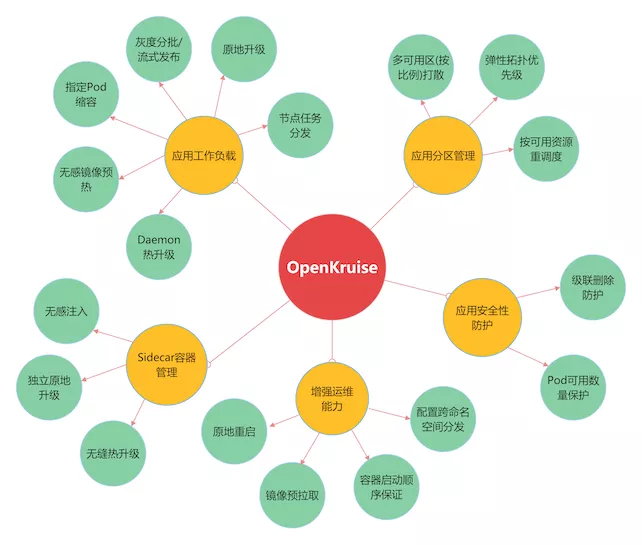 OpenKruise
应用工作负载
灰度分批/
流式发布
原地升级
指定Pod
缩容
节点任务
分发
无感镜像预
热
Daemon
热升级
应用分区管理
多可用区(按
比例)打散
弹性拓扑优
先级
按可用资源
重调度
应用安全性
防护
级联删除
防护
Pod可用数
量保护
增强运维
能力
原地重启
镜像预拉取
容器启动顺
序保证
配置跨命名
空间分发
Sidecar容器
管理
无感注入
独立原地
升级
无缝热升级